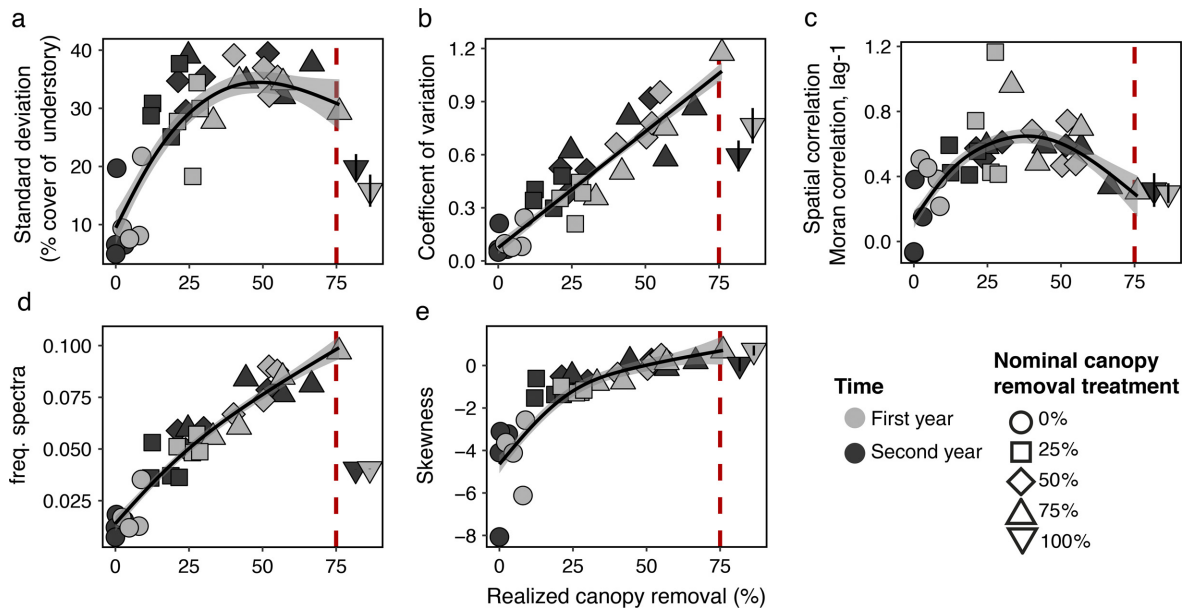 a
Standard deviation
(% cover of understory)
40
30
20
10
0
25
50
75
b
Coefficent of variation
1.2
0.9
0.6
0.3
0.0
0
25
50
75
c
Spatial correlation
Moran correlation, lag-1
1.2
0.8
0.4
0.0
0
25
50
75
d
freq. spectra
0.100
0.075
0.050
0.025
0
25
50
75
e
Skewness
0
−2
−4
−6
−8
0
25
50
75
Realized canopy removal (%)
Time
First year
Second year
Nominal canopy
removal treatment
0%
25%
50%
75%
100%